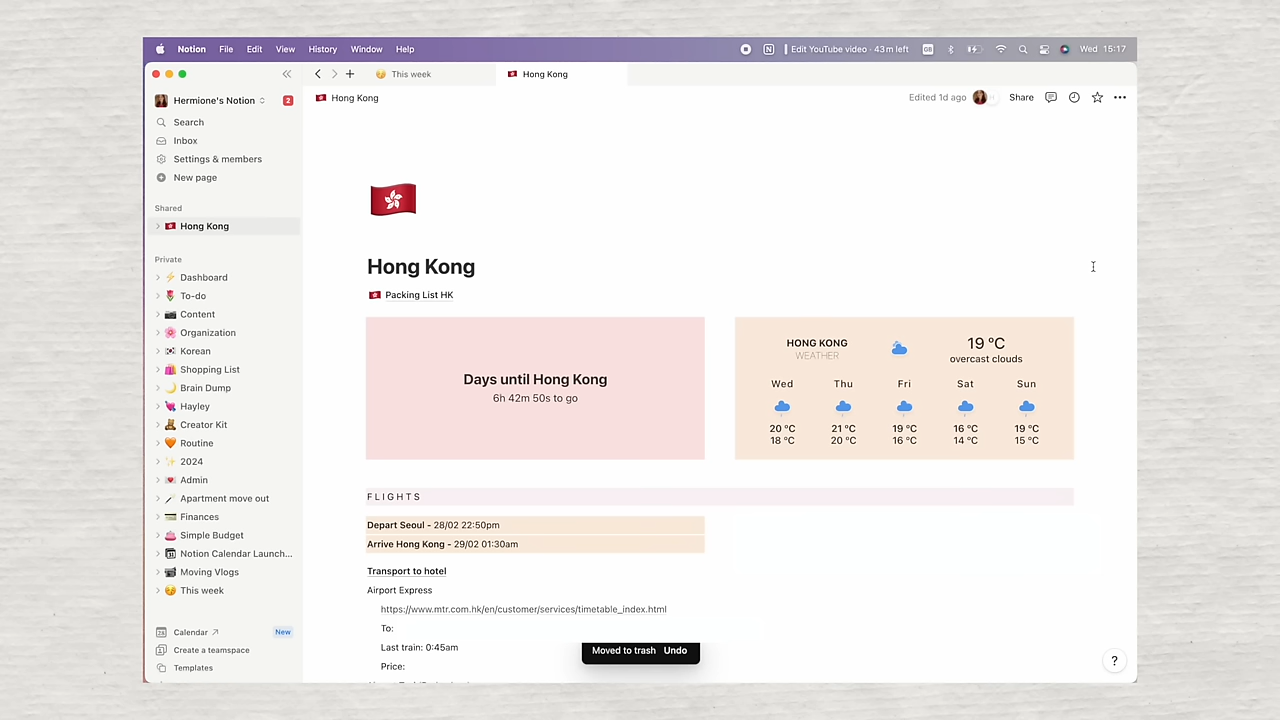 Notion File Edit View History Window Help
Edit YouTube video · 43m left GB Wed 15:17
This week
Hong Kong
Hermione's Notion 2
Hong Kong
Edited 1d ago Share
Search
Inbox
Settings & members
New page
Shared
Hong Kong
Private
Dashboard
To-do
Content
Organization
Korean
Shopping List
Brain Dump
Hayley
Creator Kit
Routine
2024
Admin
Apartment move out
Finances
Simple Budget
Notion Calendar Launch...
Moving Vlogs
This week
Calendar ↗ New
Create a teamspace
Templates
Hong Kong
Packing List HK
Days until Hong Kong
6h 42m 50s to go
HONG KONG
WEATHER
19 °C
overcast clouds
Wed Thu Fri Sat Sun
20 °C 21 °C 19 °C 16 °C 19 °C
18 °C 20 °C 16 °C 14 °C 15 °C
FLIGHTS
Depart Seoul - 28/02 22:50pm
Arrive Hong Kong - 29/02 01:30am
Transport to hotel
Airport Express
https://www.mtr.com.hk/en/customer/services/timetable_index.html
To:
Last train: 0:45am
Price:
Moved to trash Undo
?